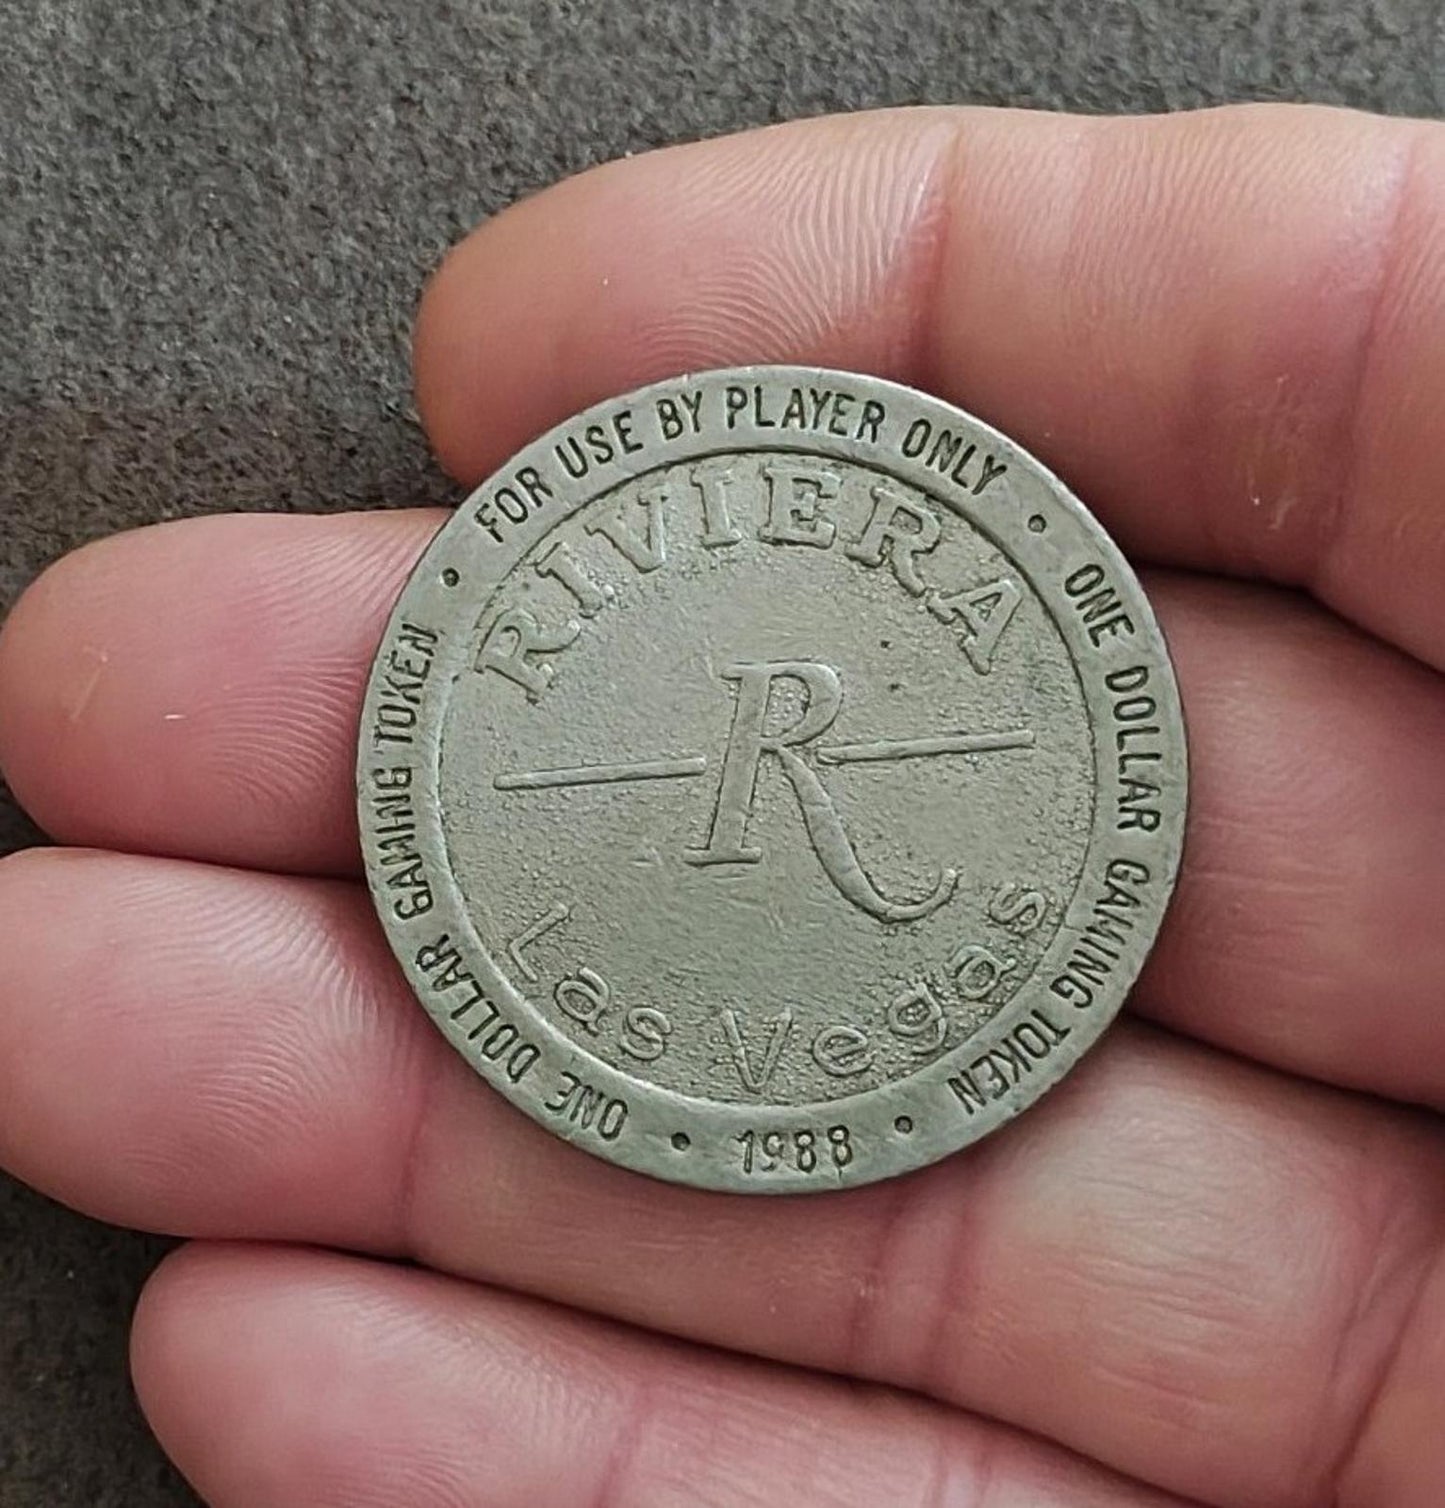 • FOR USE BY PLAYER ONLY •
ONE DOLLAR GAMING TOKEN
• 1988 •
ONE DOLLAR GAMING TOKEN
RIVIERA
R
Las Vegas